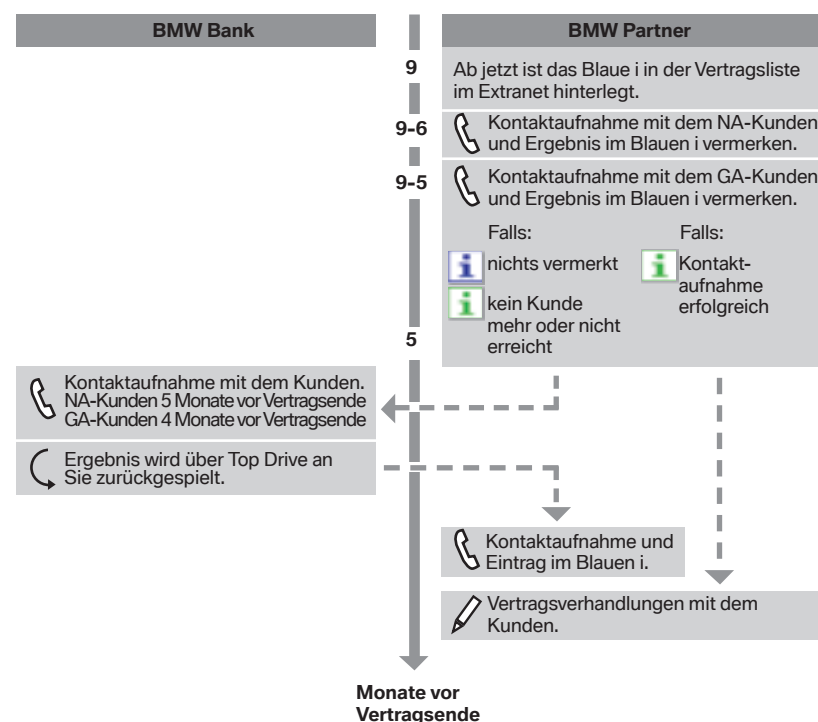 BMW Bank
BMW Partner
9
Ab jetzt ist das Blaue i in der Vertragsliste
im Extranet hinterlegt.
9-6
Kontaktaufnahme mit dem NA-Kunden
und Ergebnis im Blauen i vermerken.
9-5
Kontaktaufnahme mit dem GA-Kunden
und Ergebnis im Blauen i vermerken.
Falls:
i nichts vermerkt
i kein Kunde
mehr oder nicht
erreicht
Falls:
i Kontakt-
aufnahme
erfolgreich
5
Kontaktaufnahme mit dem Kunden.
NA-Kunden 5 Monate vor Vertragsende
GA-Kunden 4 Monate vor Vertragsende
Ergebnis wird über Top Drive an
Sie zurückgespielt.
Kontaktaufnahme und
Eintrag im Blauen i.
Vertragsverhandlungen mit dem
Kunden.
Monate vor
Vertragsende